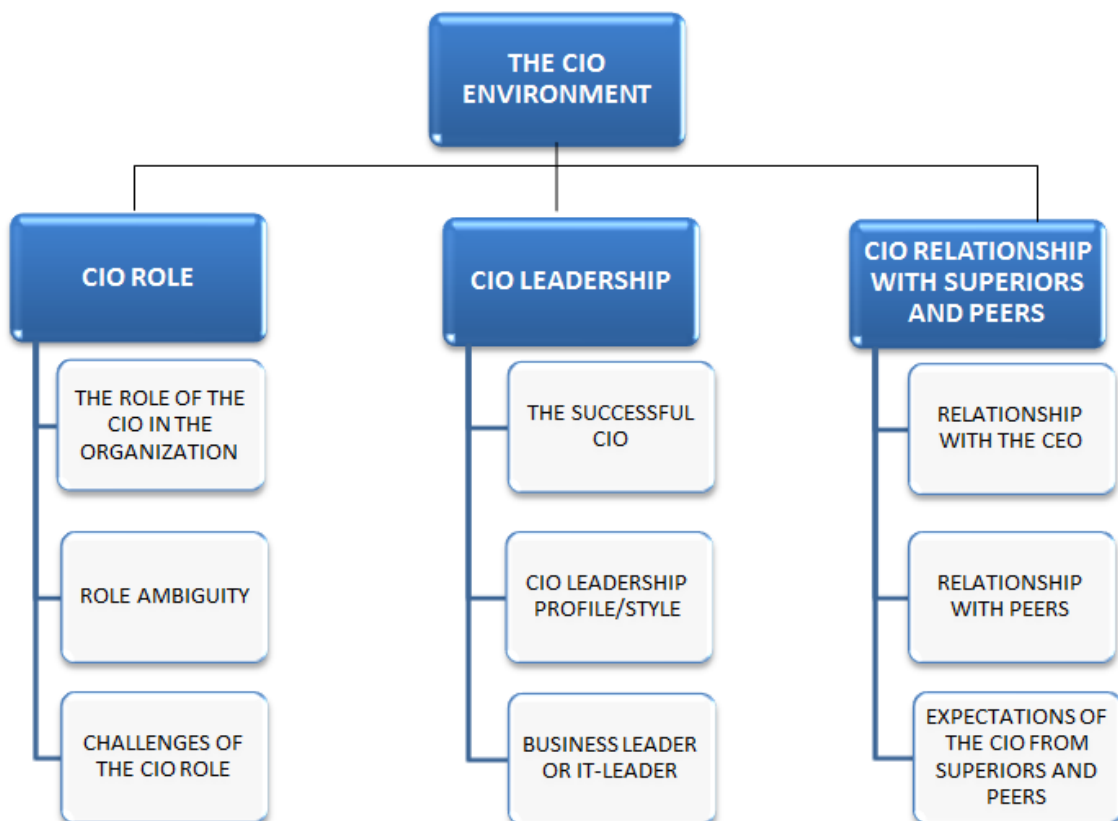 THE CIO
ENVIRONMENT
CIO ROLE
THE ROLE OF THE
CIO IN THE
ORGANIZATION
ROLE AMBIGUITY
CHALLENGES OF
THE CIO ROLE
CIO LEADERSHIP
THE SUCCESSFUL
CIO
CIO LEADERSHIP
PROFILE/STYLE
BUSINESS LEADER
OR IT-LEADER
CIO RELATIONSHIP
WITH SUPERIORS
AND PEERS
RELATIONSHIP
WITH THE CEO
RELATIONSHIP
WITH PEERS
EXPECTATIONS OF
THE CIO FROM
SUPERIORS AND
PEERS